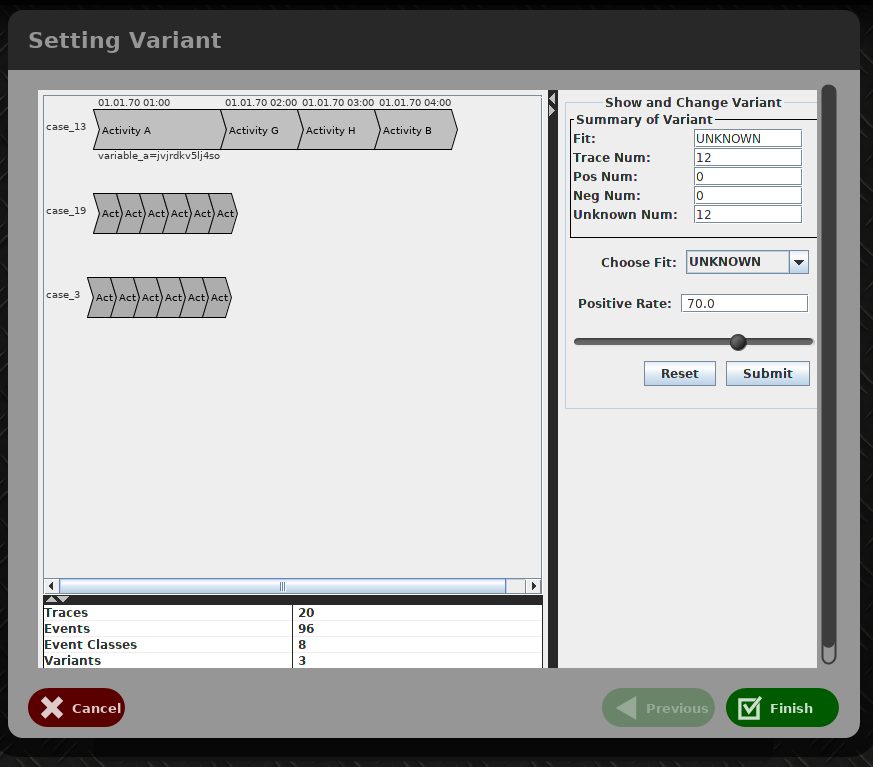 Setting Variant
01.01.70 01:00 01.01.70 02:00 01.01.70 03:00 01.01.70 04:00
case_13 Activity A Activity G Activity H Activity B
variable_a=jvjrdkv5lj4so
case_19 Act Act Act Act Act Act
case_3 Act Act Act Act Act Act
Traces 20
Events 96
Event Classes 8
Variants 3
Show and Change Variant
Summary of Variant
Fit: UNKNOWN
Trace Num: 12
Pos Num: 0
Neg Num: 0
Unknown Num: 12
Choose Fit: UNKNOWN
Positive Rate: 70.0
Reset Submit
Cancel Previous Finish